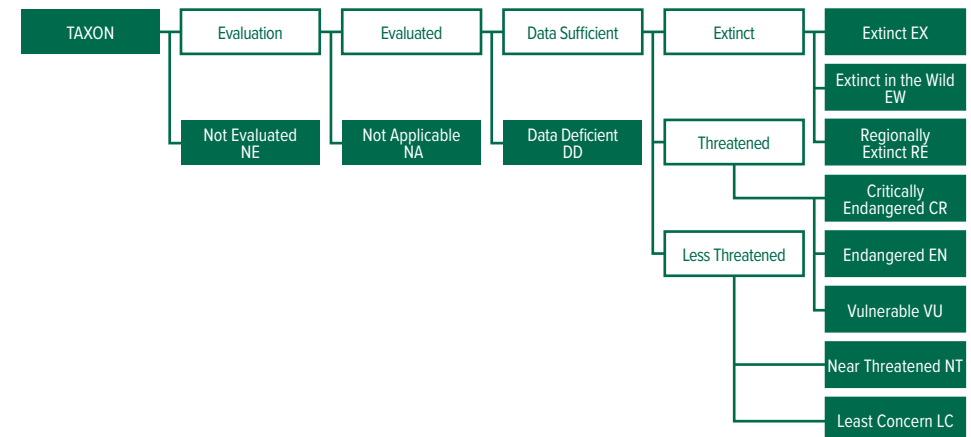 TAXON
Evaluation
Evaluated
Data Sufficient
Extinct
Extinct EX
Extinct in the Wild
EW
Not Evaluated
NE
Not Applicable
NA
Data Deficient
DD
Threatened
Regionally
Extinct RE
Critically
Endangered CR
Less Threatened
Endangered EN
Vulnerable VU
Near Threatened NT
Least Concern LC